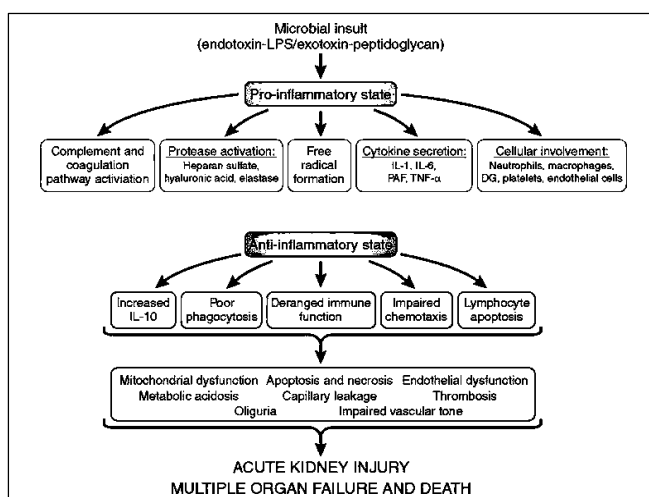 Microbial insult
(endotoxin-LPS/exotoxin-peptidoglycan)
Pro-inflammatory state
Complement and
coagulation
pathway activiation
Protease activation:
Heparan sulfate,
hyaluronic acid, elastase
Free
radical
formation
Cytokine secretion:
IL-1, IL-6,
PAF, TNF-α
Cellular involvement:
Neutrophils, macrophages,
DG, platelets, endothelial cells
Anti-inflammatory state
Increased
IL-10
Poor
phagocytosis
Deranged immune
function
Impaired
chemotaxis
Lymphocyte
apoptosis
Mitochondrial dysfunction Apoptosis and necrosis Endothelial dysfunction
Metabolic acidosis Capillary leakage Thrombosis
Oliguria Impaired vascular tone
ACUTE KIDNEY INJURY
MULTIPLE ORGAN FAILURE AND DEATH